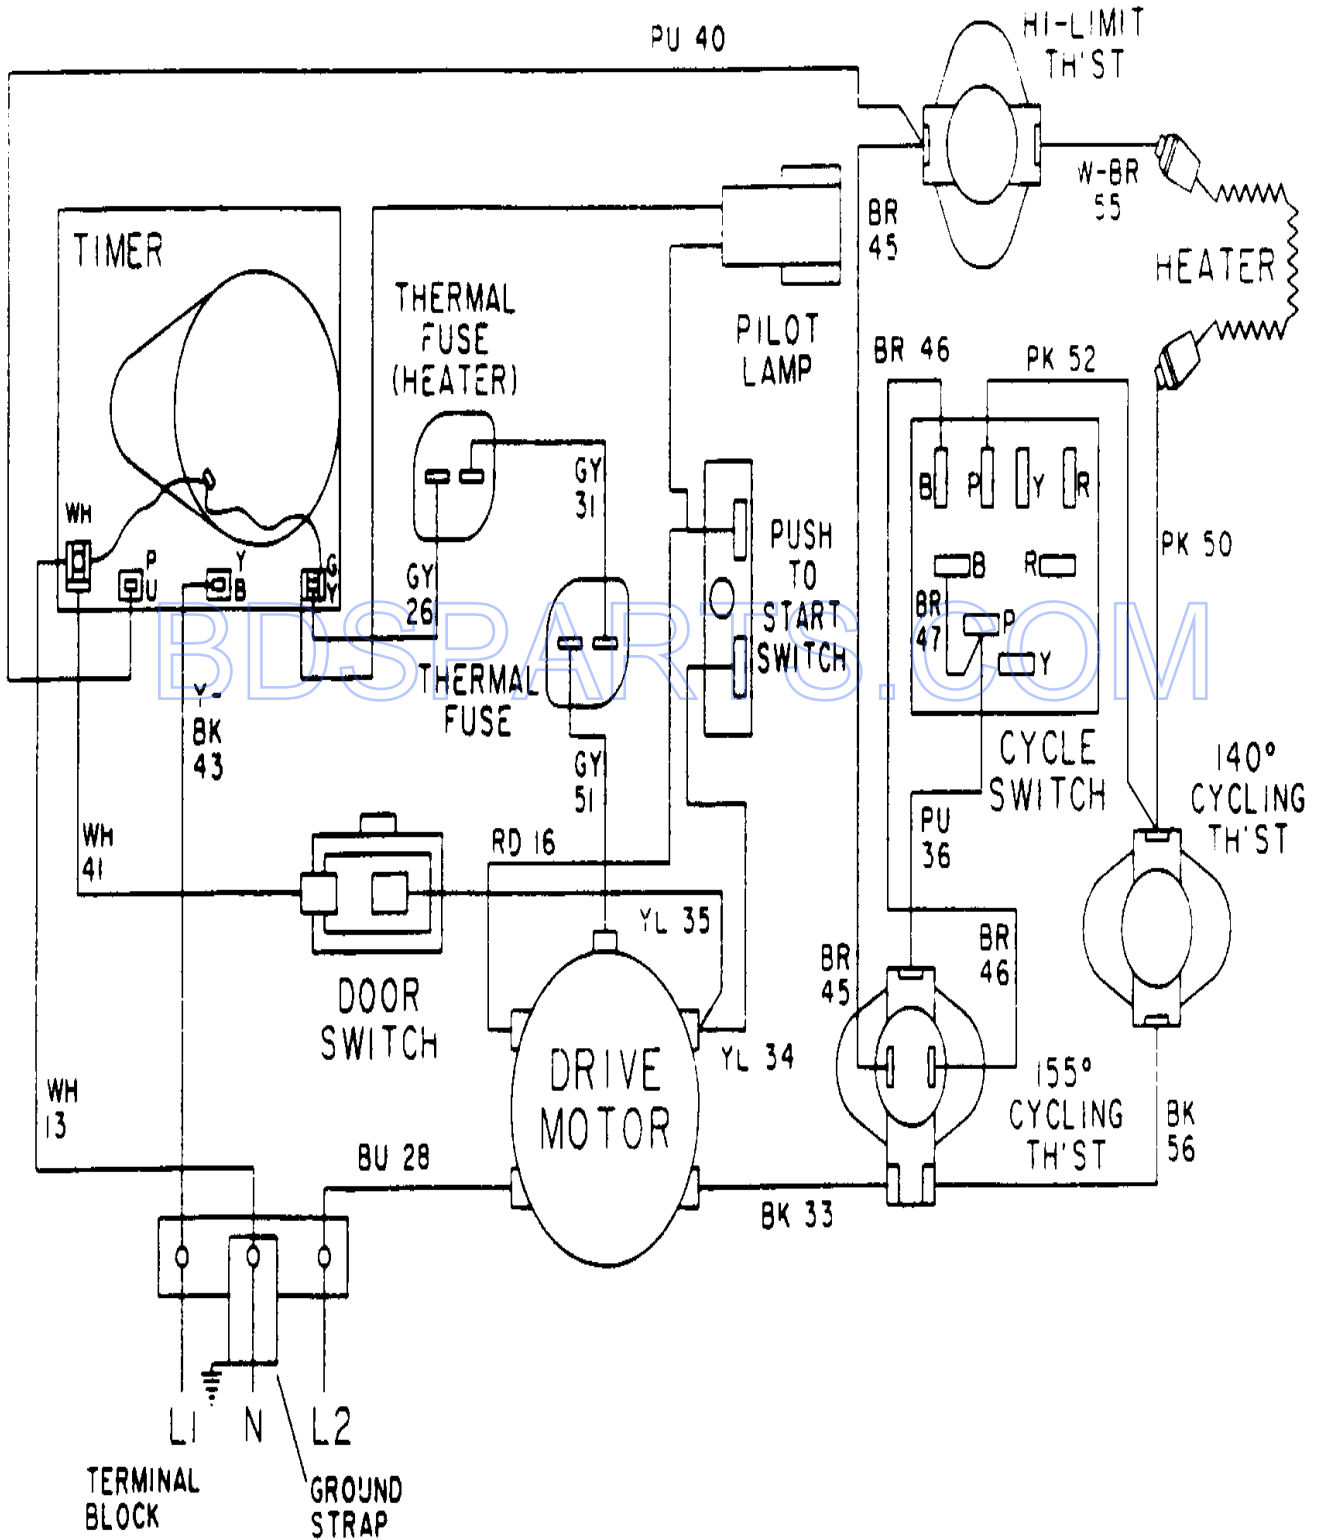 PU 40
HI-LIMIT
TH'ST
W-BR
55
BR
45
TIMER
HEATER
THERMAL
FUSE
(HEATER)
PILOT
LAMP
BR 46
PK 52
GY
31
B
P
Y
R
WH
PUSH
TO
START
SWITCH
PK 50
P
U
Y
B
G
Y
GY
26
B
R
BR
47
P
Y
BDSPARTS.COM
THERMAL
FUSE
Y-
BK
43
CYCLE
SWITCH
140°
CYCLING
TH'ST
GY
51
PU
36
WH
41
RD 16
YL 35
BR
45
BR
46
DOOR
SWITCH
DRIVE
MOTOR
YL 34
155°
CYCLING
TH'ST
WH
13
BK
56
BU 28
BK 33
L1
N
L2
TERMINAL
BLOCK
GROUND
STRAP